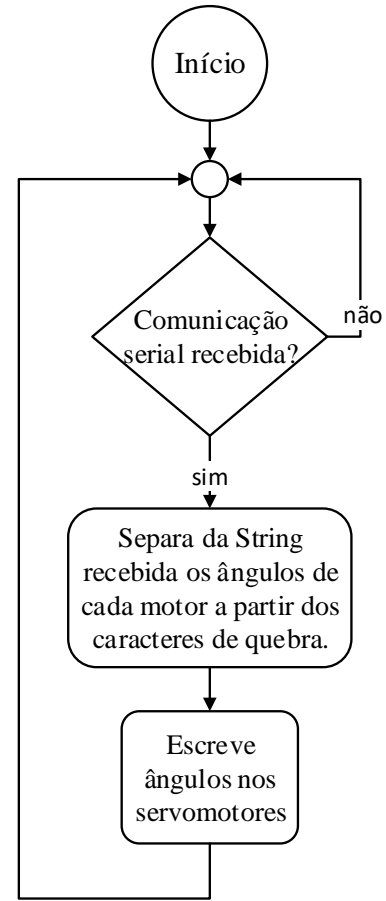 Início
Comunicação
serial recebida?
não
sim
Separa da String
recebida os ângulos de
cada motor a partir dos
caracteres de quebra.
Escreve
ângulos nos
servomotores